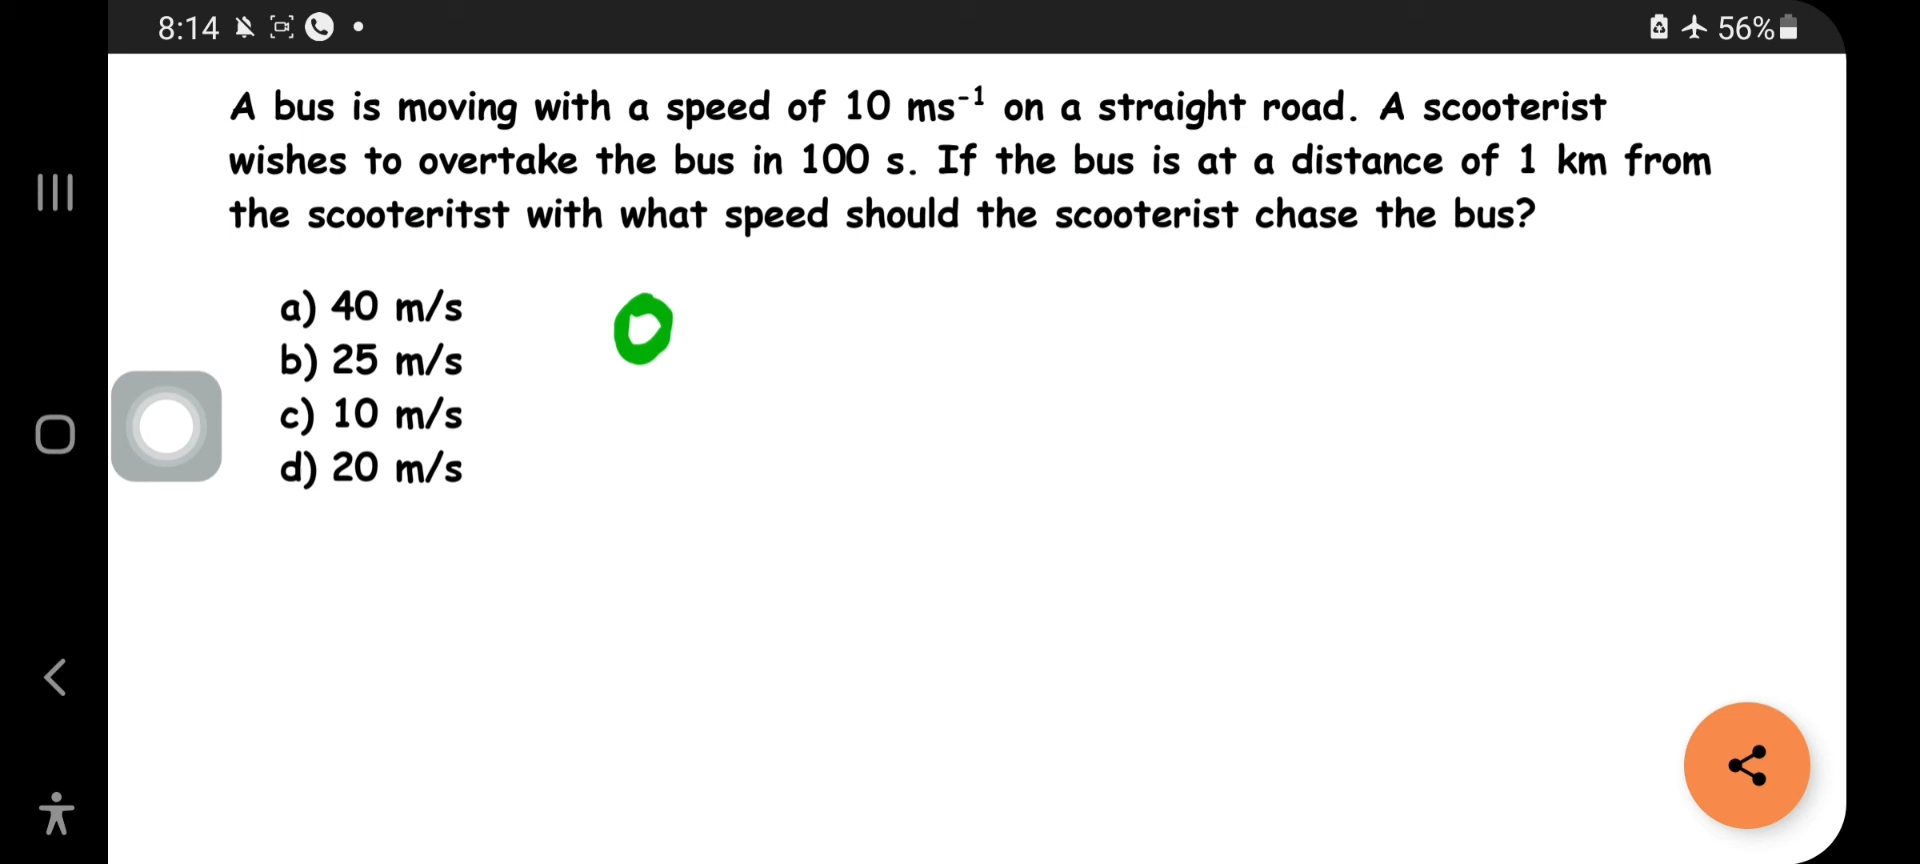 8:14
56%
A bus is moving with a speed of 10 ms⁻¹ on a straight road. A scooterist
wishes to overtake the bus in 100 s. If the bus is at a distance of 1 km from
the scooteritst with what speed should the scooterist chase the bus?
a) 40 m/s
b) 25 m/s
c) 10 m/s
d) 20 m/s